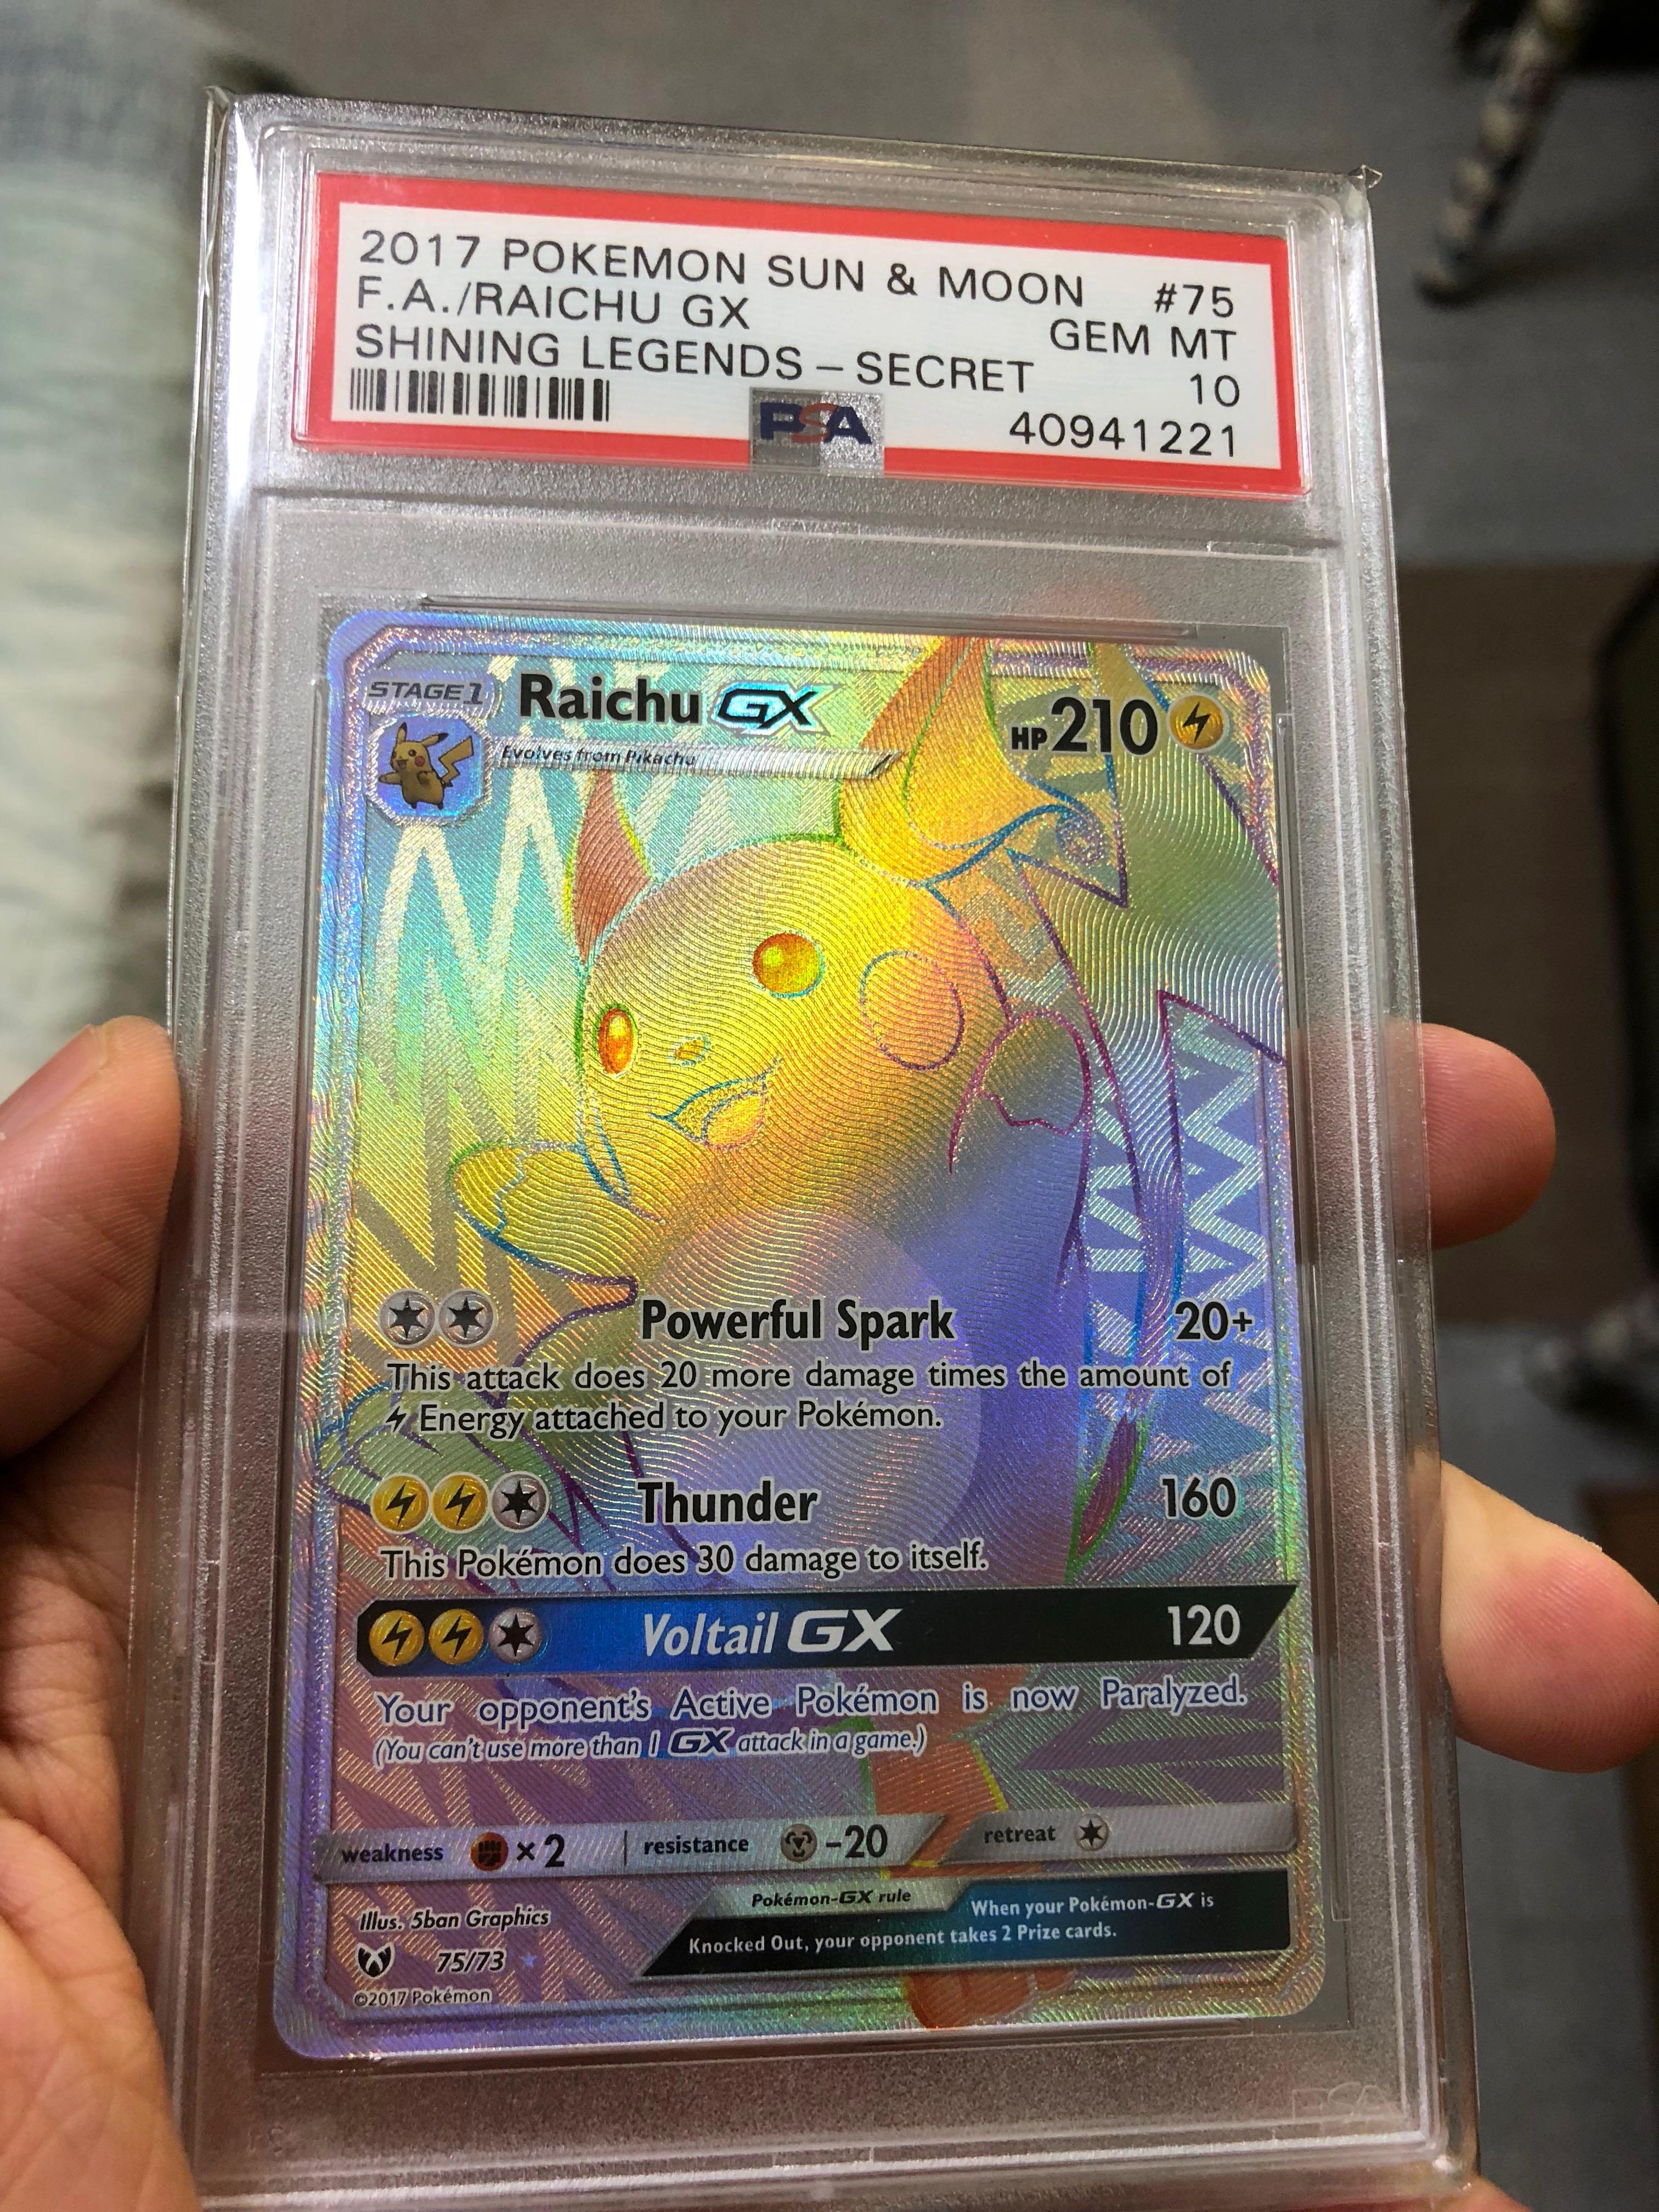 2017 POKEMON SUN & MOON #75
F.A./RAICHU GX GEM MT
SHINING LEGENDS – SECRET 10
PSA 40941221
STAGE 1 Raichu GX HP 210
Evolves from Pikachu
Powerful Spark 20+
This attack does 20 more damage times the amount of
Energy attached to your Pokémon.
Thunder 160
This Pokémon does 30 damage to itself.
Voltail GX 120
Your opponent's Active Pokémon is now Paralyzed.
(You can't use more than 1 GX attack in a game.)
weakness ×2 resistance -20 retreat
Pokémon-GX rule When your Pokémon-GX is
Knocked Out, your opponent takes 2 Prize cards.
Illus. 5ban Graphics
75/73
©2017 Pokémon
PSA